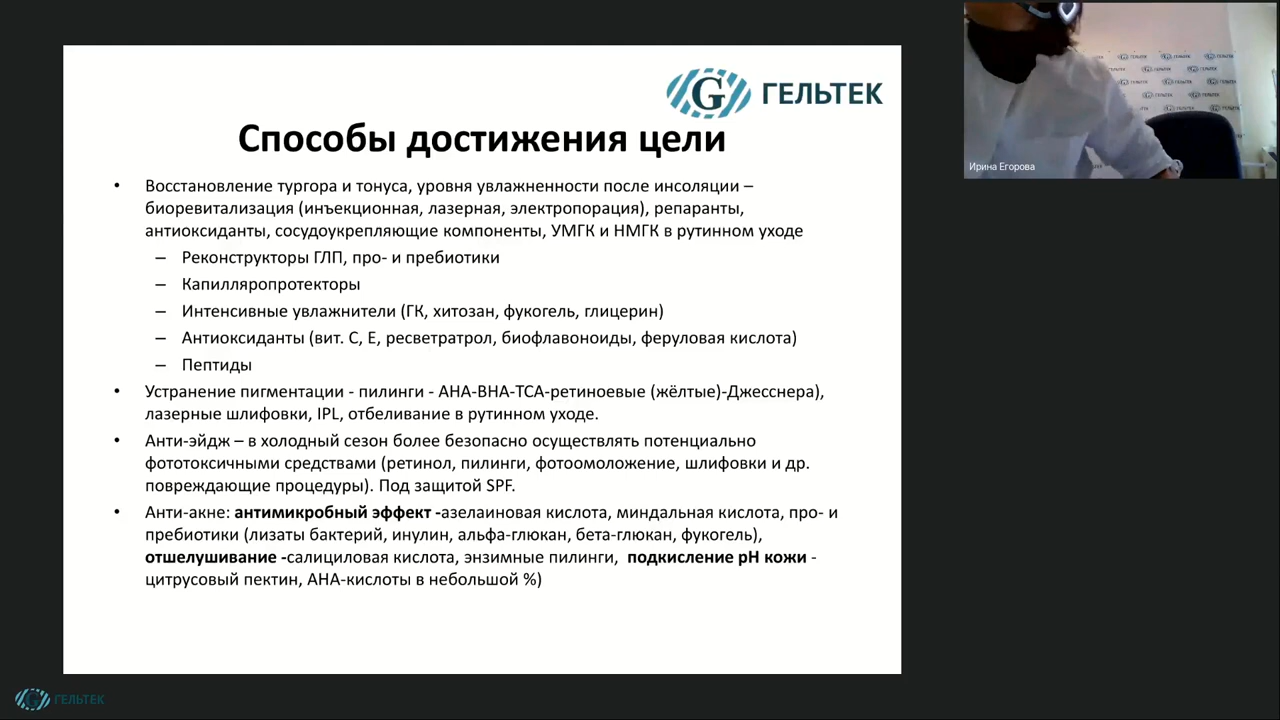 ГЕЛЬТЕК
Способы достижения цели
• Восстановление тургора и тонуса, уровня увлажненности после инсоляции –
биоревитализация (инъекционная, лазерная, электропорация), репаранты,
антиоксиданты, сосудоукрепляющие компоненты, УМГК и НМГК в рутинном уходе
– Реконструкторы ГЛП, про- и пребиотики
– Капилляропротекторы
– Интенсивные увлажнители (ГК, хитозан, фукогель, глицерин)
– Антиоксиданты (вит. С, Е, ресветратрол, биофлавоноиды, феруловая кислота)
– Пептиды
• Устранение пигментации - пилинги - АНА-ВНА-ТСА-ретиноевые (жёлтые)-Джесснера),
лазерные шлифовки, IPL, отбеливание в рутинном уходе.
• Анти-эйдж – в холодный сезон более безопасно осуществлять потенциально
фототоксичными средствами (ретинол, пилинги, фотоомоложение, шлифовки и др.
повреждающие процедуры). Под защитой SPF.
• Анти-акне: антимикробный эффект -азелаиновая кислота, миндальная кислота, про- и
пребиотики (лизаты бактерий, инулин, альфа-глюкан, бета-глюкан, фукогель),
отшелушивание -салициловая кислота, энзимные пилинги, подкисление pH кожи -
цитрусовый пектин, АНА-кислоты в небольшой %)
Ирина Егорова
ГЕЛЬТЕК